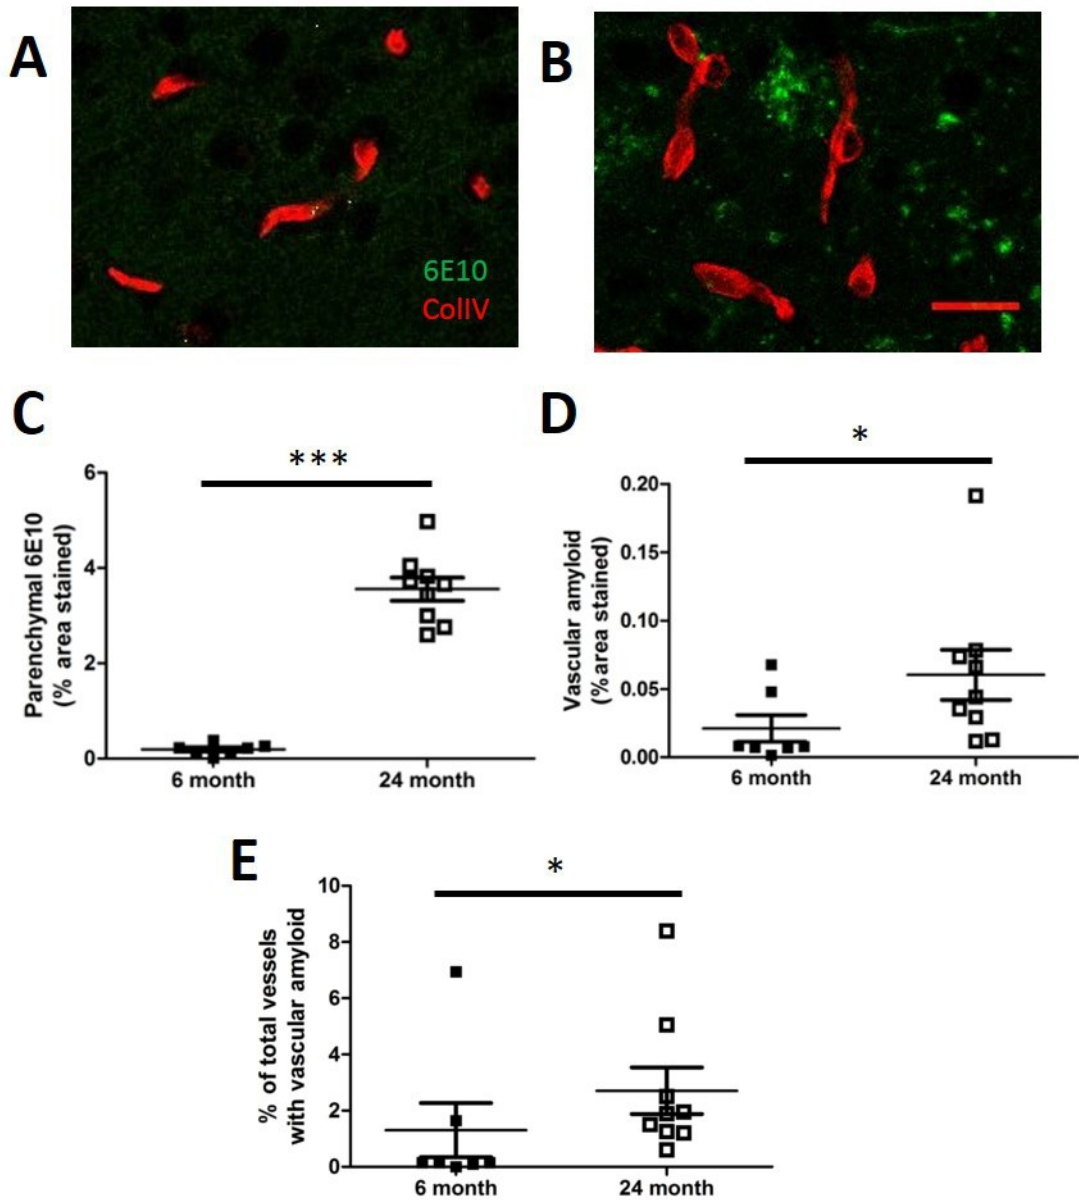 A
B
6E10
ColIV
C
D
***
*
6
4
2
0
Parenchymal 6E10
(% area stained)
6 month
24 month
0.20
0.15
0.10
0.05
0.00
Vascular amyloid
(%area stained)
6 month
24 month
E
*
10
8
6
4
2
0
% of total vessels
with vascular amyloid
6 month
24 month